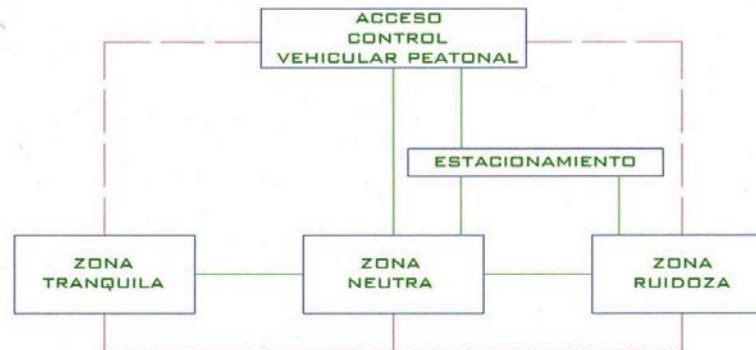 ACCESO
CONTROL
VEHICULAR PEATONAL
ESTACIONAMIENTO
ZONA
TRANQUILA
ZONA
NEUTRA
ZONA
RUIDOZA